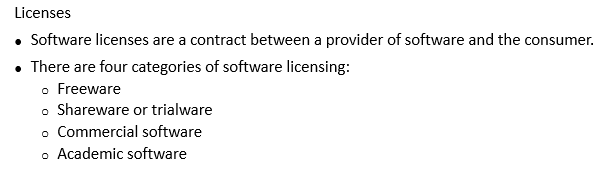 Licenses
• Software licenses are a contract between a provider of software and the consumer.
• There are four categories of software licensing:
o Freeware
o Shareware or trialware
o Commercial software
o Academic software